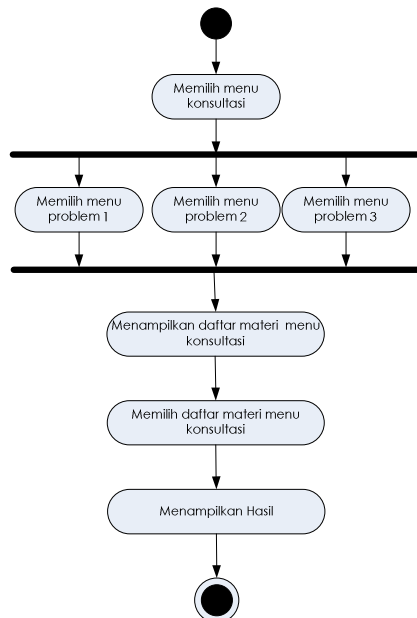 Memilih menu
konsultasi
Memilih menu
problem 1
Memilih menu
problem 2
Memilih menu
problem 3
Menampilkan daftar materi menu
konsultasi
Memilih daftar materi menu
konsultasi
Menampilkan Hasil